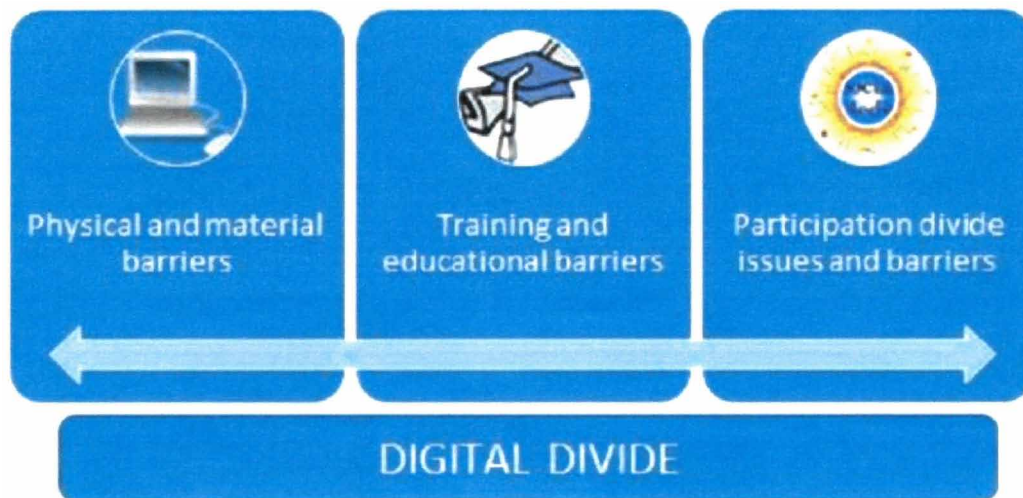 Physical and material
barriers
Training and
educational barriers
Participation divide
issues and barriers
DIGITAL DIVIDE